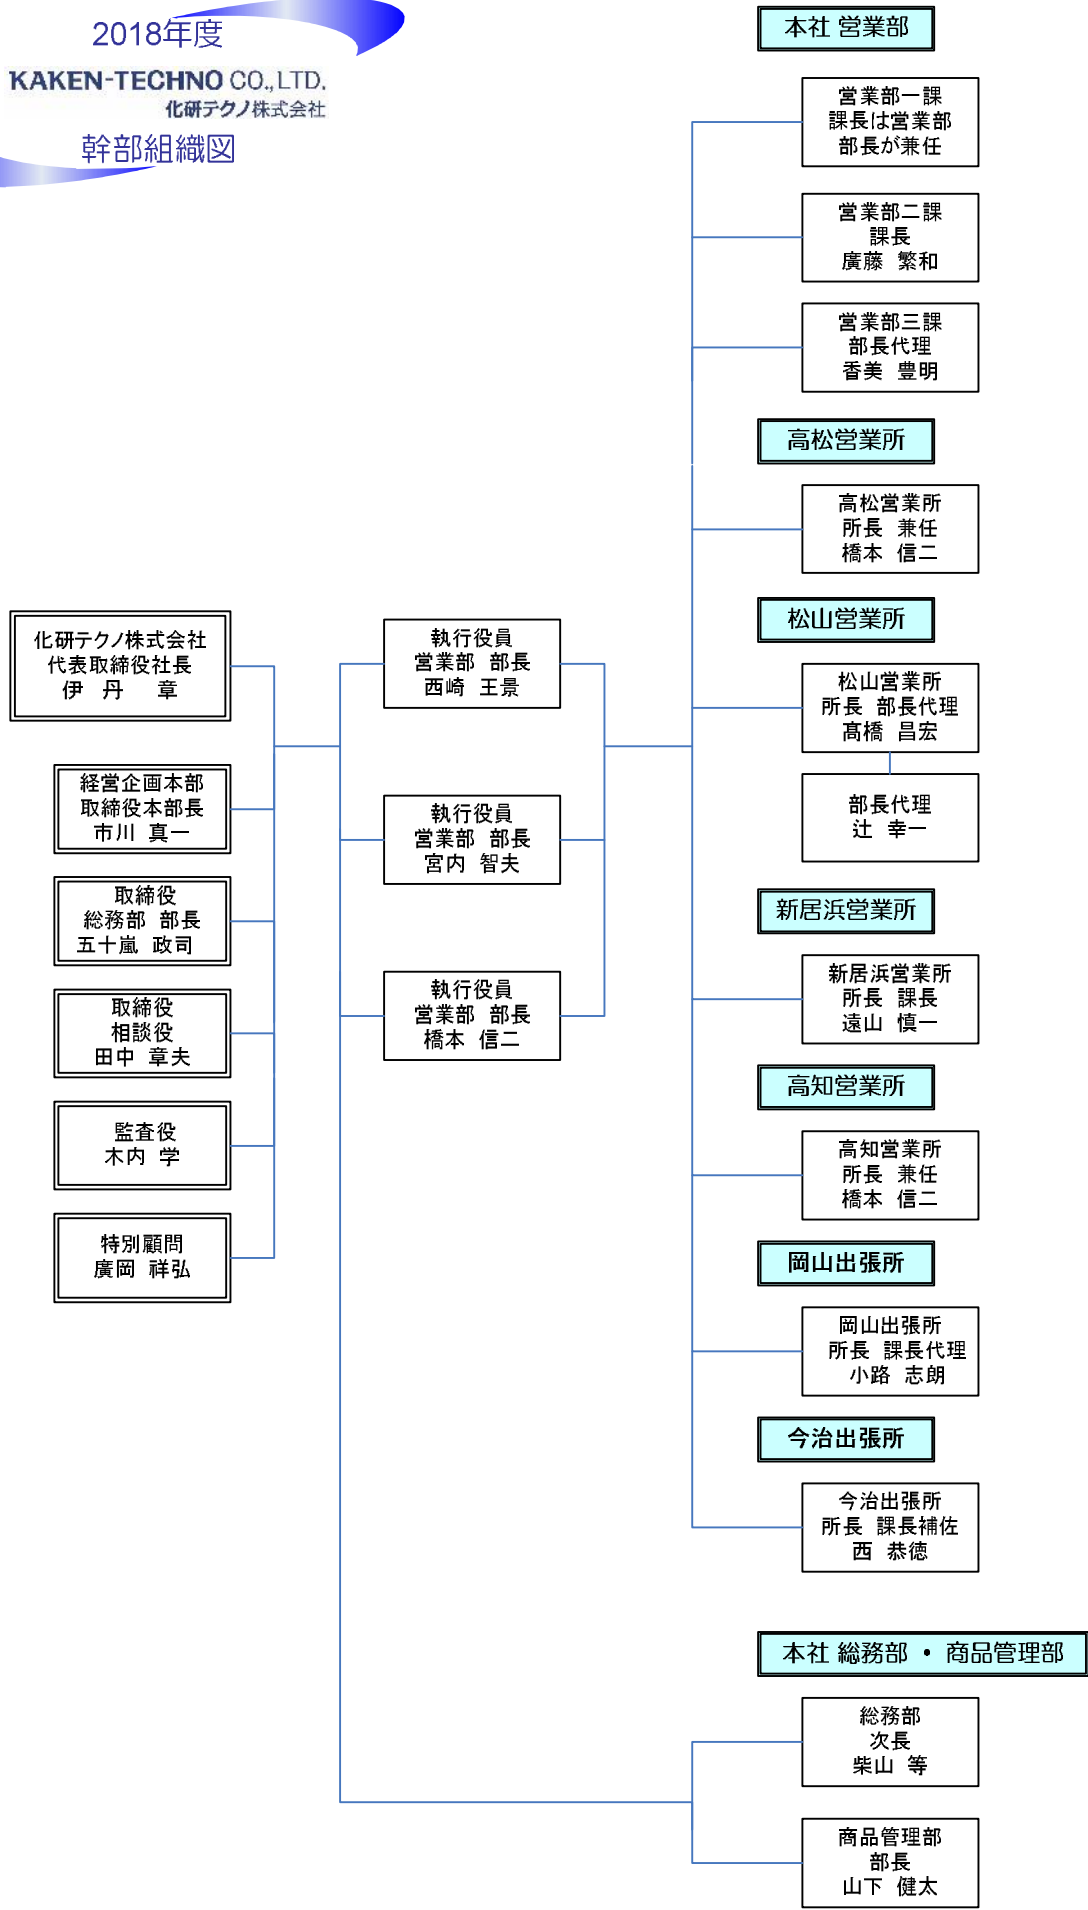 2018年度
KAKEN-TECHNO CO.,LTD.
化研テクノ株式会社
幹部組織図
化研テクノ株式会社
代表取締役社長
伊 丹 章
経営企画本部
取締役本部長
市川 真一
取締役
総務部 部長
五十嵐 政司
取締役
相談役
田中 章夫
監査役
木内 学
特別顧問
廣岡 祥弘
執行役員
営業部 部長
西崎 王景
執行役員
営業部 部長
宮内 智夫
執行役員
営業部 部長
橋本 信二
本社 営業部
営業部一課
課長は営業部
部長が兼任
営業部二課
課長
廣藤 繁和
営業部三課
部長代理
香美 豊明
高松営業所
高松営業所
所長 兼任
橋本 信二
松山営業所
松山営業所
所長 部長代理
髙橋 昌宏
部長代理
辻 幸一
新居浜営業所
新居浜営業所
所長 課長
遠山 慎一
高知営業所
高知営業所
所長 兼任
橋本 信二
岡山出張所
岡山出張所
所長 課長代理
小路 志朗
今治出張所
今治出張所
所長 課長補佐
西 恭徳
本社 総務部 ・ 商品管理部
総務部
次長
柴山 等
商品管理部
部長
山下 健太